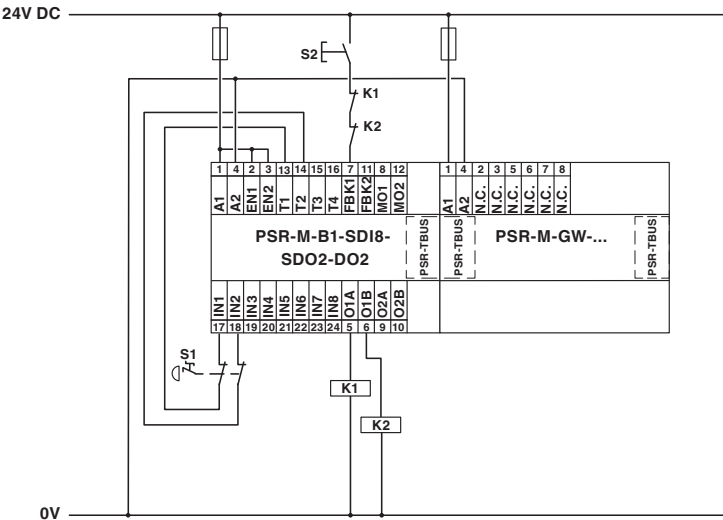 24V DC
S2
K1
K2
1 4 2 3 13 14 15 16 7 11 8 12
A1 A2 EN1 EN2 T1 T2 T3 T4 FBK1 FBK2 MO1 MO2
1 4 2 3 5 6 7 8
A1 A2 N.C. N.C. N.C. N.C. N.C. N.C.
PSR-M-B1-SDI8-
SDO2-DO2
PSR-TBUS
PSR-TBUS
PSR-M-GW-...
PSR-TBUS
IN1 IN2 IN3 IN4 IN5 IN6 IN7 IN8 O1A O1B O2A O2B
17 18 19 20 21 22 23 24 5 6 9 10
S1
K1
K2
0V